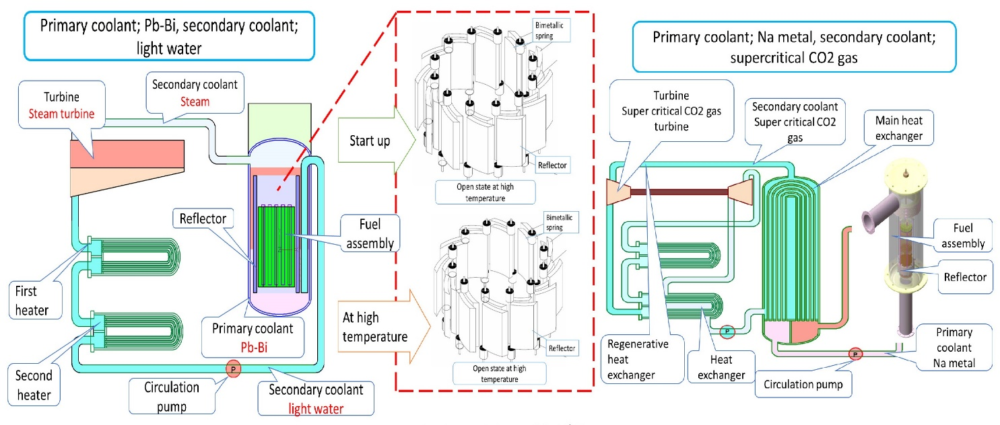 Primary coolant; Pb-Bi, secondary coolant;
light water
Turbine
Steam turbine
Secondary coolant
Steam
Reflector
Fuel
assembly
First
heater
Second
heater
Primary coolant
Pb-Bi
P
Circulation
pump
Secondary coolant
light water
Start up
At high
temperature
Bimetallic
spring
Reflector
Open state at high
temperature
Bimetallic
spring
Reflector
Open state at high
temperature
Primary coolant; Na metal, secondary coolant;
supercritical CO2 gas
Turbine
Super critical CO2 gas
turbine
Secondary coolant
Super critical CO2
gas
Main heat
exchanger
Fuel
assembly
Reflector
P
Regenerative
heat
exchanger
Heat
exchanger
P
Circulation pump
Primary
coolant
Na metal